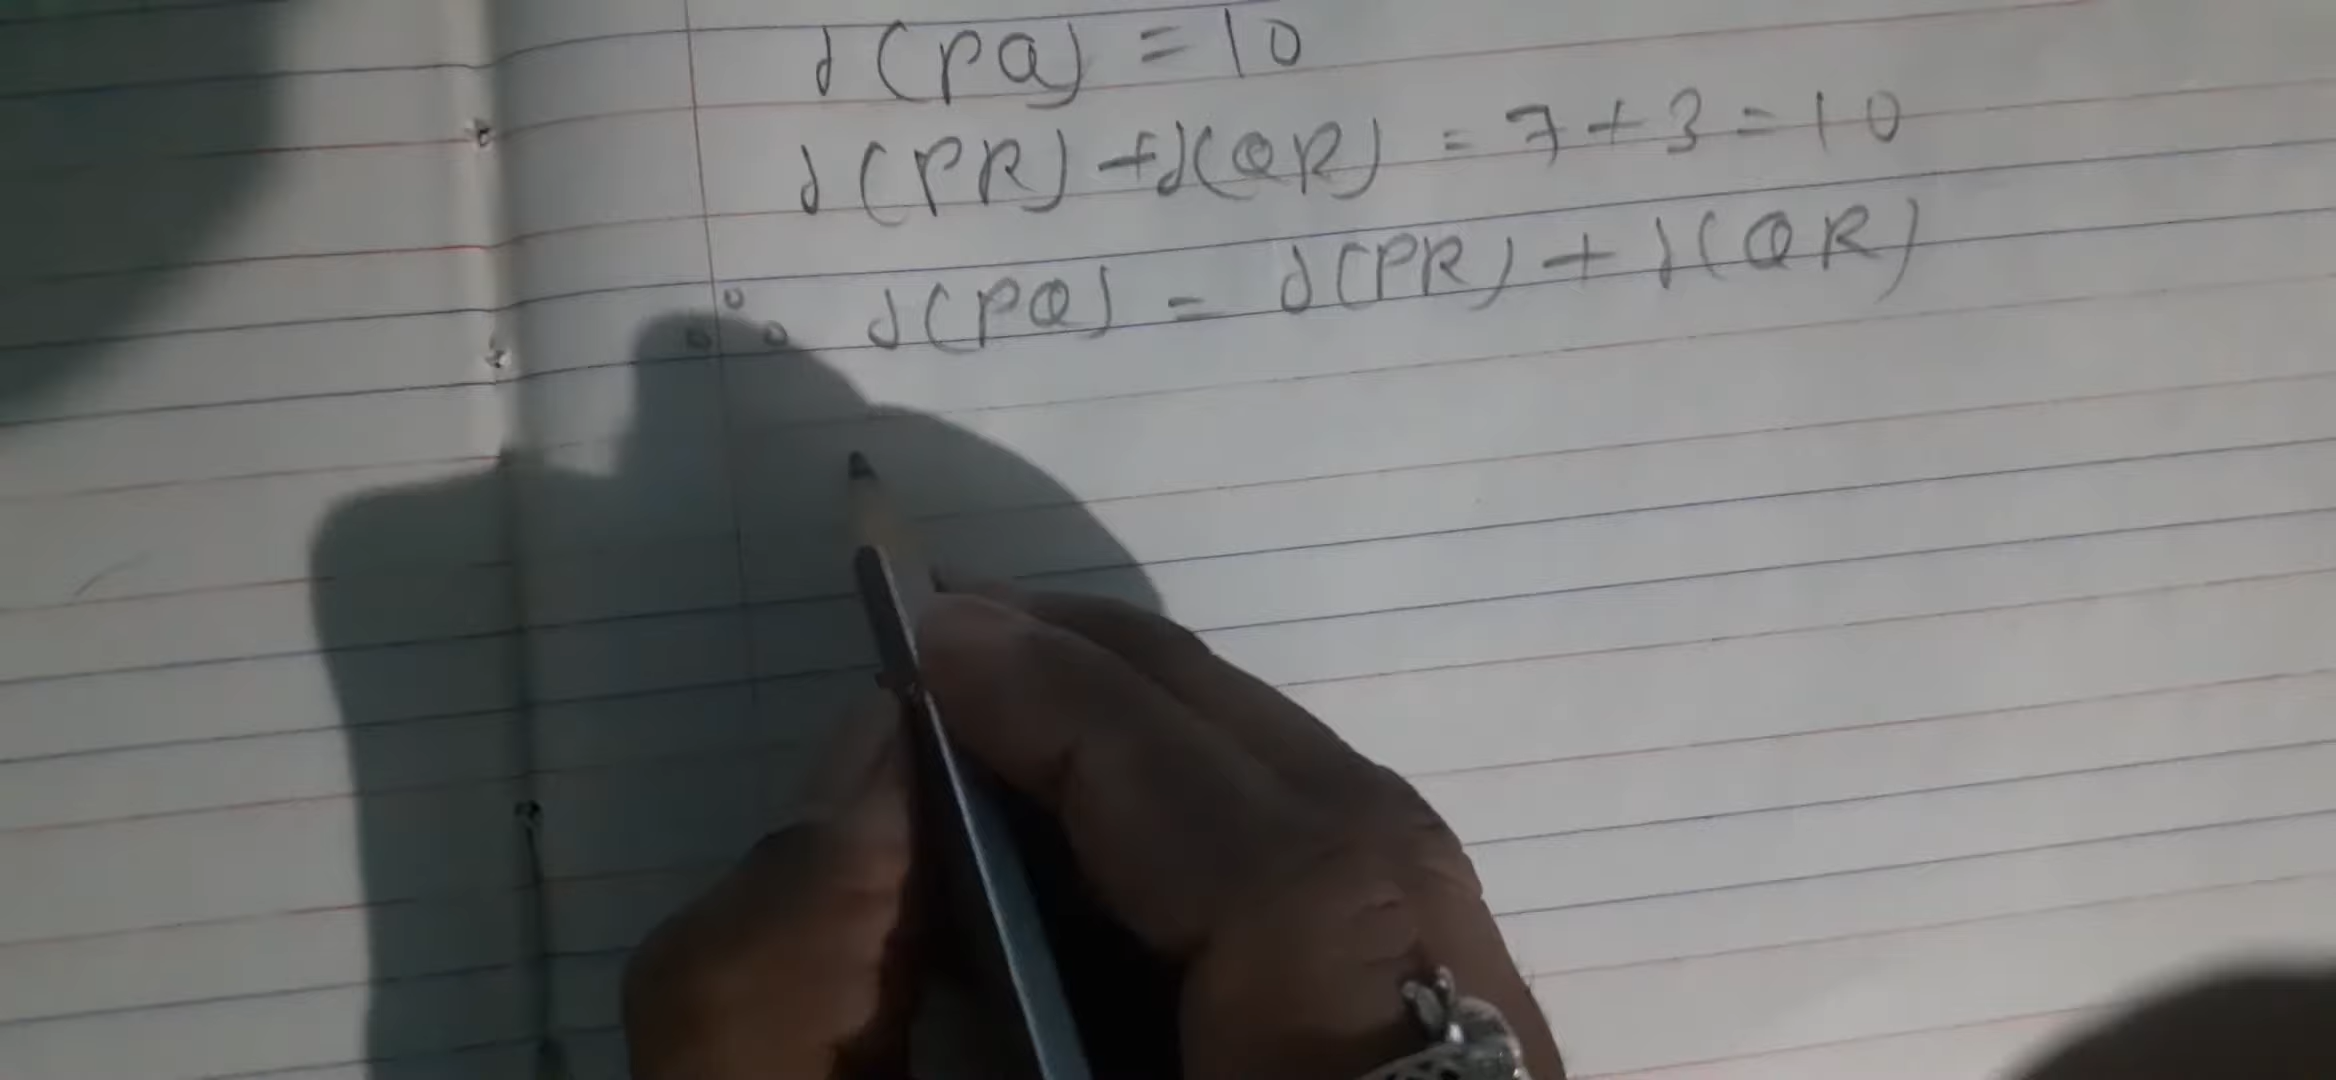 d(PQ) = 10
d(PR) + d(QR) = 7 + 3 = 10
∴ d(PQ) = d(PR) + d(QR)